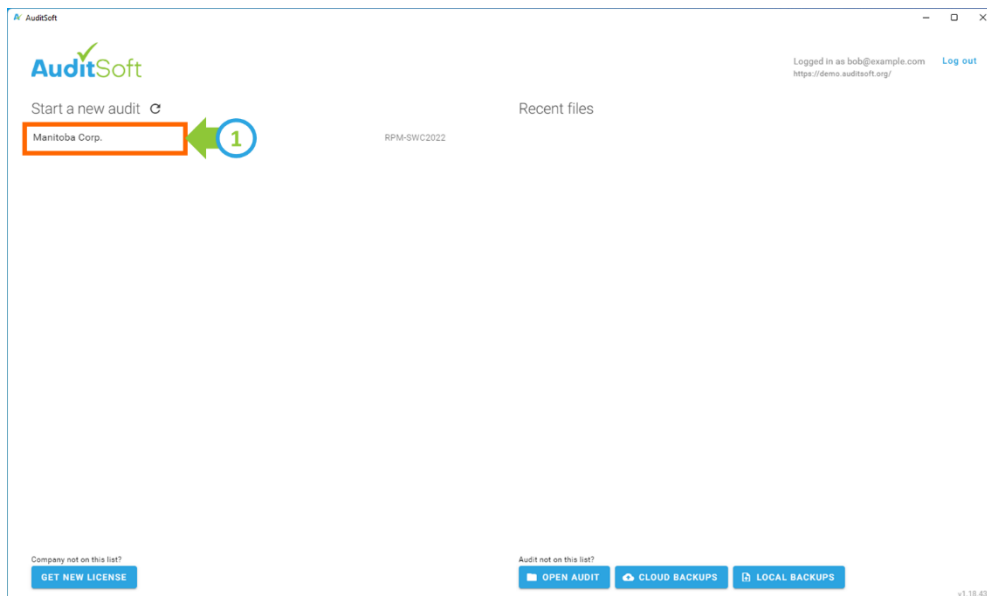 AuditSoft
AuditSoft
Logged in as bob@example.com Log out
https://demo.auditsoft.org/
Start a new audit
Recent files
Manitoba Corp.
1
RPM-SWC2022
Company not on this list?
GET NEW LICENSE
Audit not on this list?
OPEN AUDIT
CLOUD BACKUPS
LOCAL BACKUPS
v1.18.43